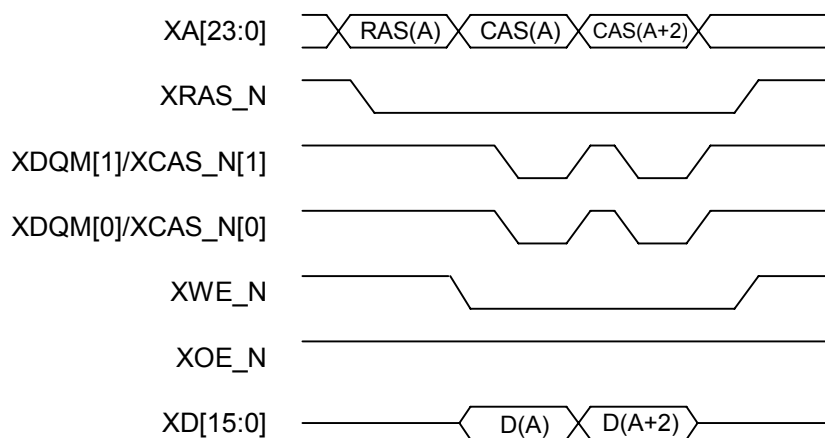 XA[23:0] RAS(A) CAS(A) CAS(A+2)
XRAS_N
XDQM[1]/XCAS_N[1]
XDQM[0]/XCAS_N[0]
XWE_N
XOE_N
XD[15:0] D(A) D(A+2)